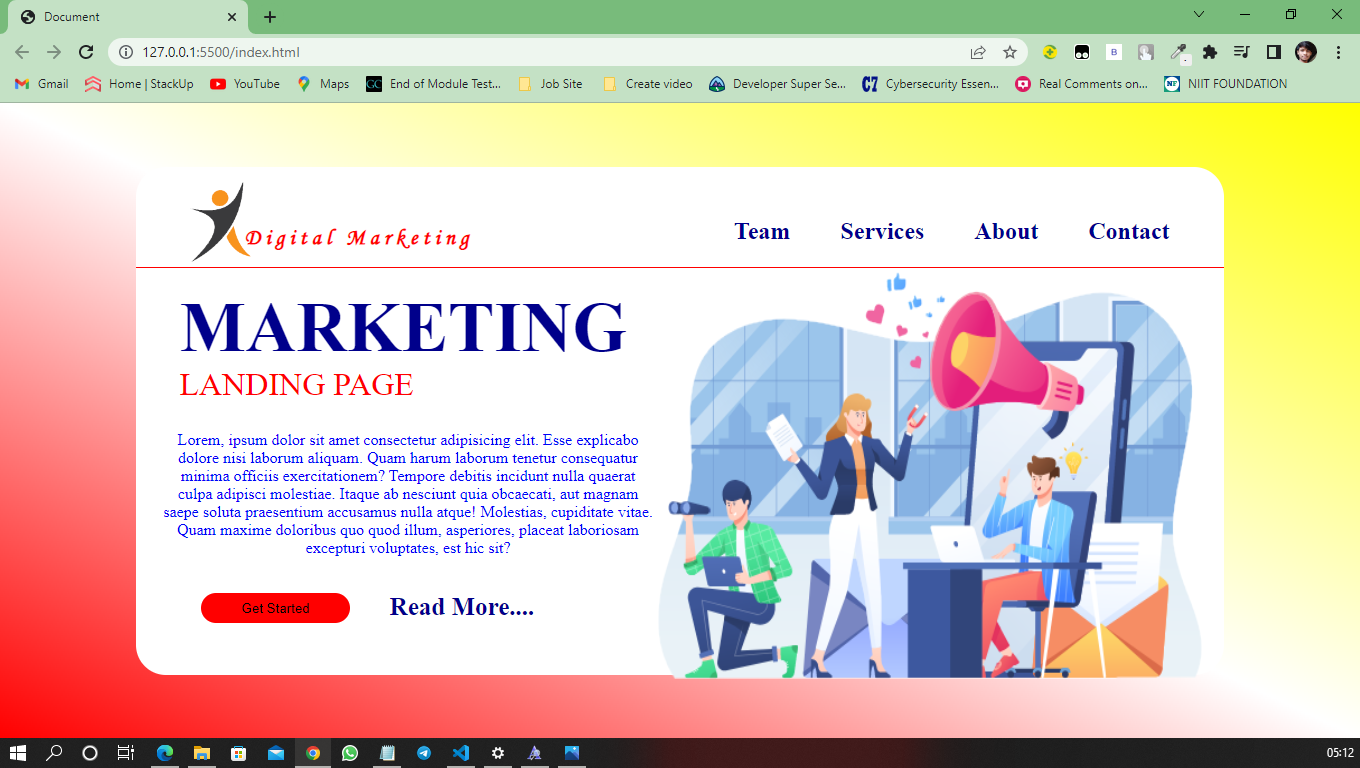 Document
127.0.0.1:5500/index.html
Gmail Home | StackUp YouTube Maps GC End of Module Test... Job Site Create video Developer Super Se... C7 Cybersecurity Essen... Real Comments on... NF NIIT FOUNDATION
B
Digital Marketing
Team Services About Contact
MARKETING
LANDING PAGE
Lorem, ipsum dolor sit amet consectetur adipisicing elit. Esse explicabo
dolore nisi laborum aliquam. Quam harum laborum tenetur consequatur
minima officiis exercitationem? Tempore debitis incidunt nulla quaerat
culpa adipisci molestiae. Itaque ab nesciunt quia obcaecati, aut magnam
saepe soluta praesentium accusamus nulla atque! Molestias, cupiditate vitae.
Quam maxime doloribus quo quod illum, asperiores, placeat laboriosam
excepturi voluptates, est hic sit?
Get Started Read More....
05:12